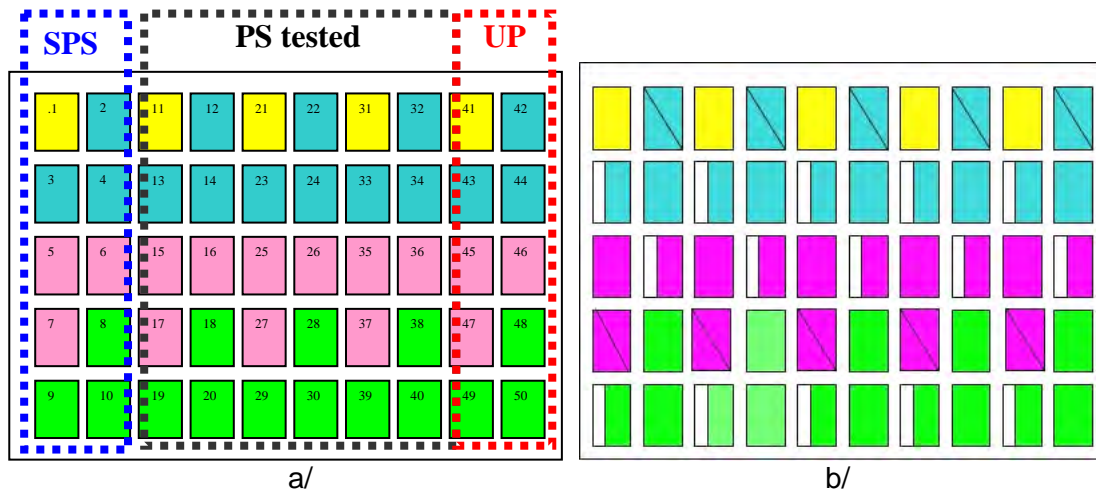 SPS PS tested UP
.1 2 11 12 21 22 31 32 41 42
3 4 13 14 23 24 33 34 43 44
5 6 15 16 25 26 35 36 45 46
7 8 17 18 27 28 37 38 47 48
9 10 19 20 29 30 39 40 49 50
a/ b/